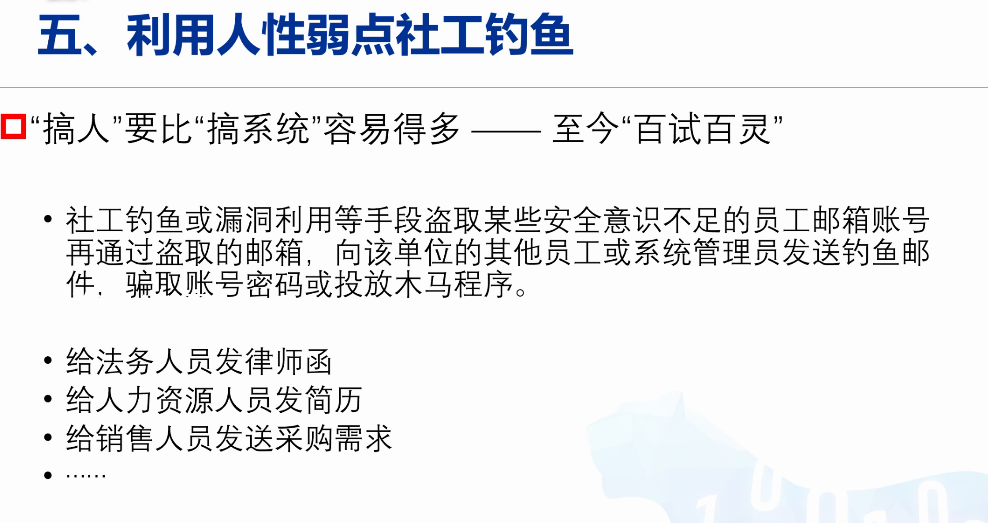 五、利用人性弱点社工钓鱼
“搞人”要比“搞系统”容易得多 —— 至今“百试百灵”
• 社工钓鱼或漏洞利用等手段盗取某些安全意识不足的员工邮箱账号
再通过盗取的邮箱，向该单位的其他员工或系统管理员发送钓鱼邮
件，骗取账号密码或投放木马程序。
• 给法务人员发律师函
• 给人力资源人员发简历
• 给销售人员发送采购需求
• ……
1 0 0 1 0